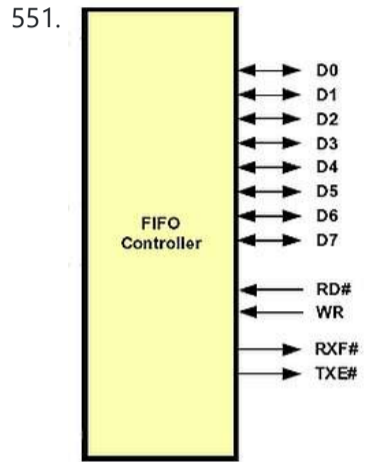 551.
D0
D1
D2
D3
D4
D5
D6
D7
FIFO
Controller
RD#
WR
RXF#
TXE#